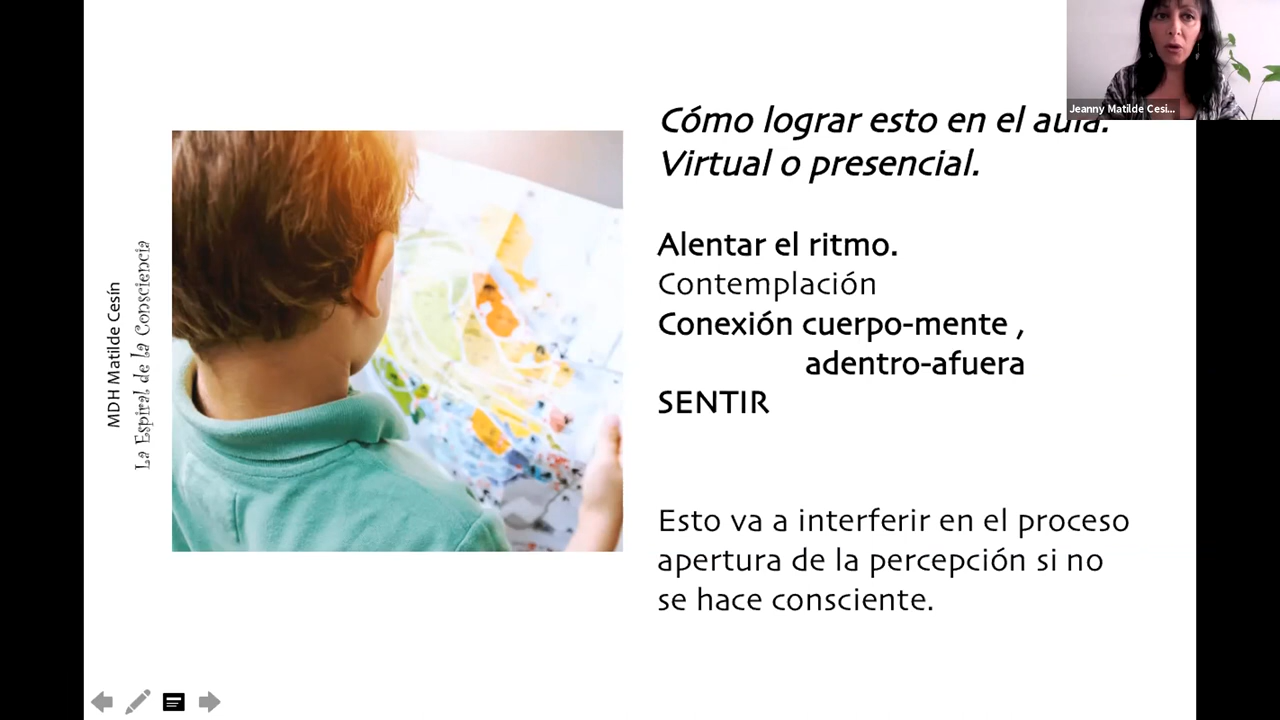 Jeanny Matilde Cesi...
Cómo lograr esto en el aula.
Virtual o presencial.
Alentar el ritmo.
Contemplación
Conexión cuerpo-mente ,
adentro-afuera
SENTIR
Esto va a interferir en el proceso
apertura de la percepción si no
se hace consciente.
MDH Matilde Cesín
La Espiral de la Consciencia